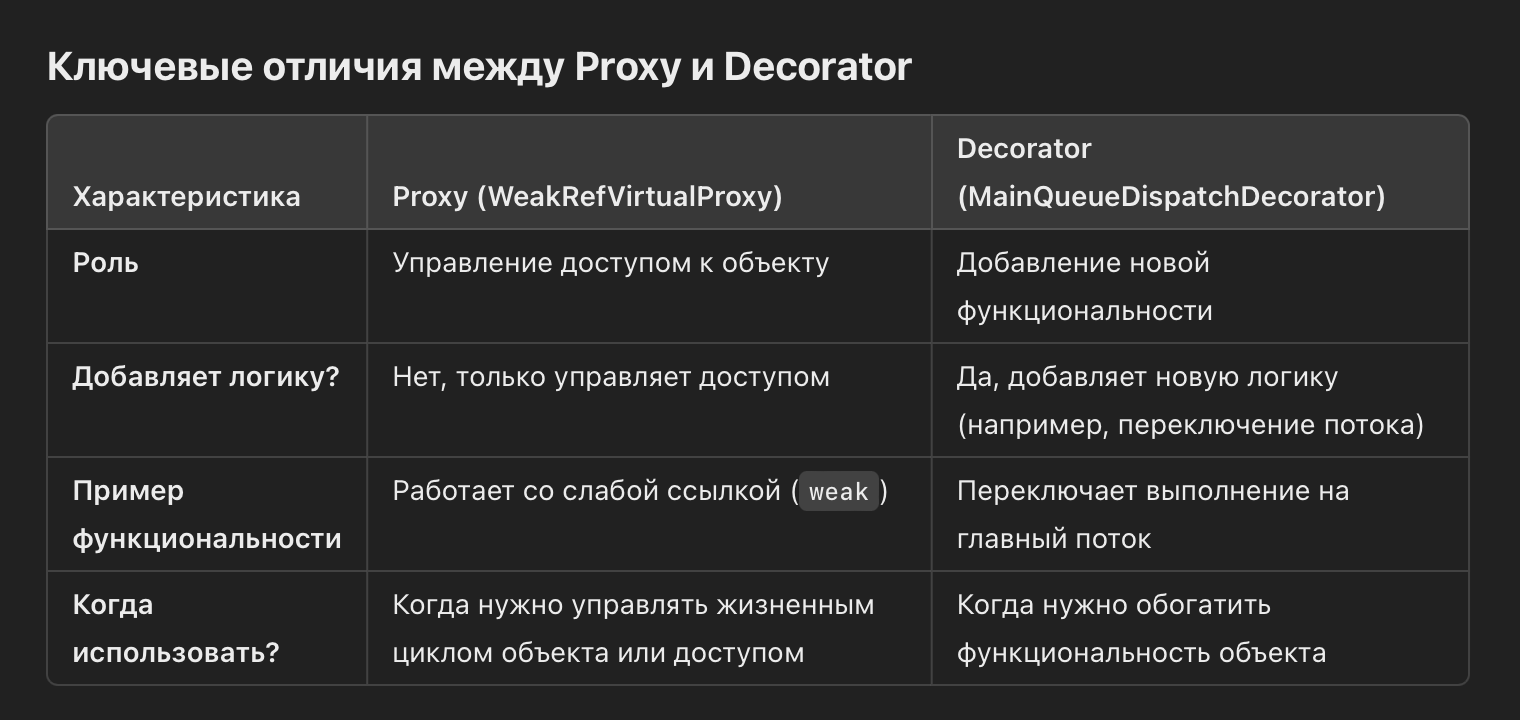 Ключевые отличия между Proxy и Decorator
Характеристика
Proxy (WeakRefVirtualProxy)
Decorator
(MainQueueDispatchDecorator)
Роль
Управление доступом к объекту
Добавление новой
функциональности
Добавляет логику?
Нет, только управляет доступом
Да, добавляет новую логику
(например, переключение потока)
Пример
функциональности
Работает со слабой ссылкой (weak)
Переключает выполнение на
главный поток
Когда
использовать?
Когда нужно управлять жизненным
циклом объекта или доступом
Когда нужно обогатить
функциональность объекта